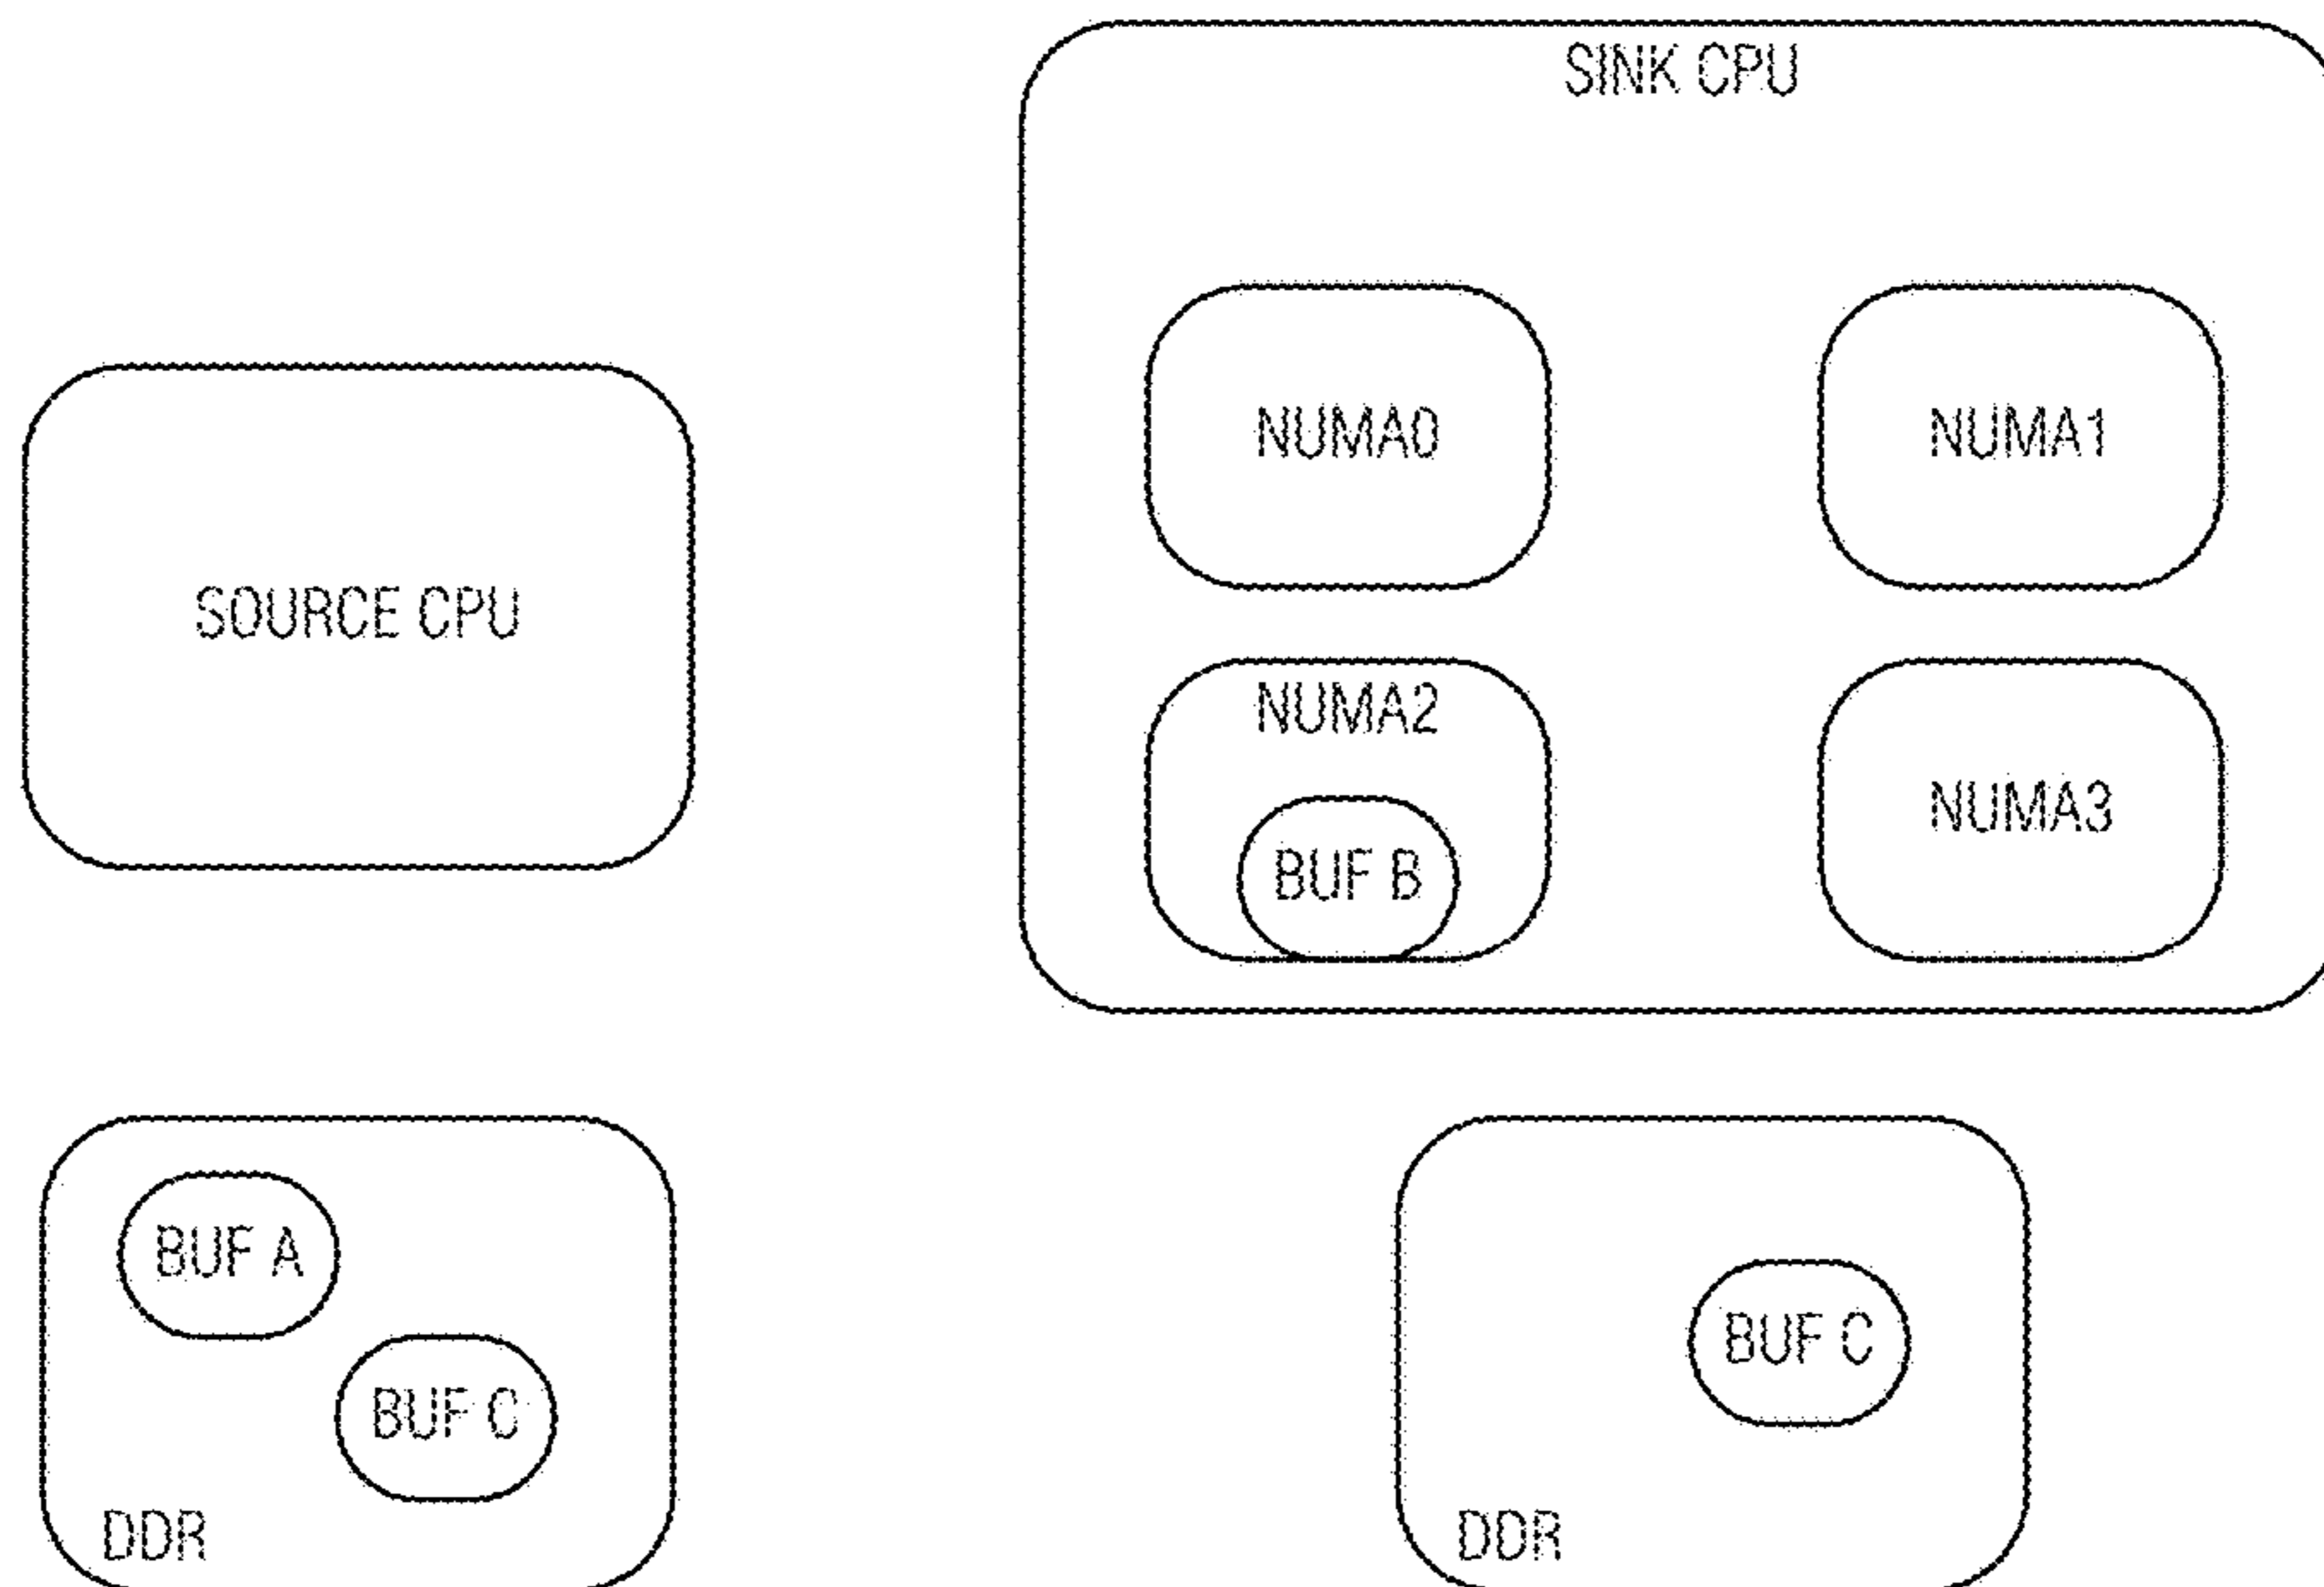 SINK CPU
NUMA0
NUMA1
SOURCE CPU
NUMA2
BUF B
NUMA3
BUF A
BUF C
DDR
BUF C
DDR